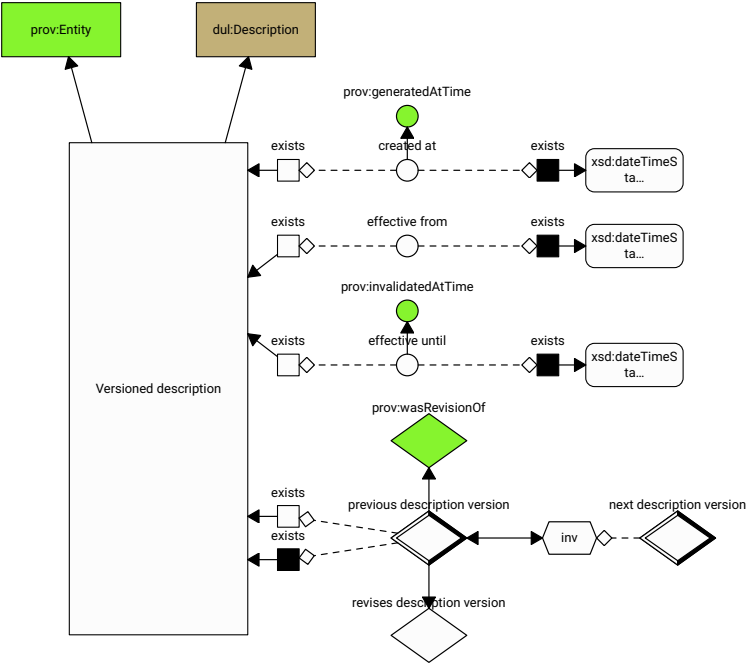 prov:Entity
dul:Description
prov:generatedAtTime
exists
created at
exists
xsd:dateTimeS
ta...
exists
effective from
exists
xsd:dateTimeS
ta...
prov:invalidatedAtTime
exists
effective until
exists
xsd:dateTimeS
ta...
Versioned description
prov:wasRevisionOf
exists
previous description version
next description version
exists
inv
revises description version